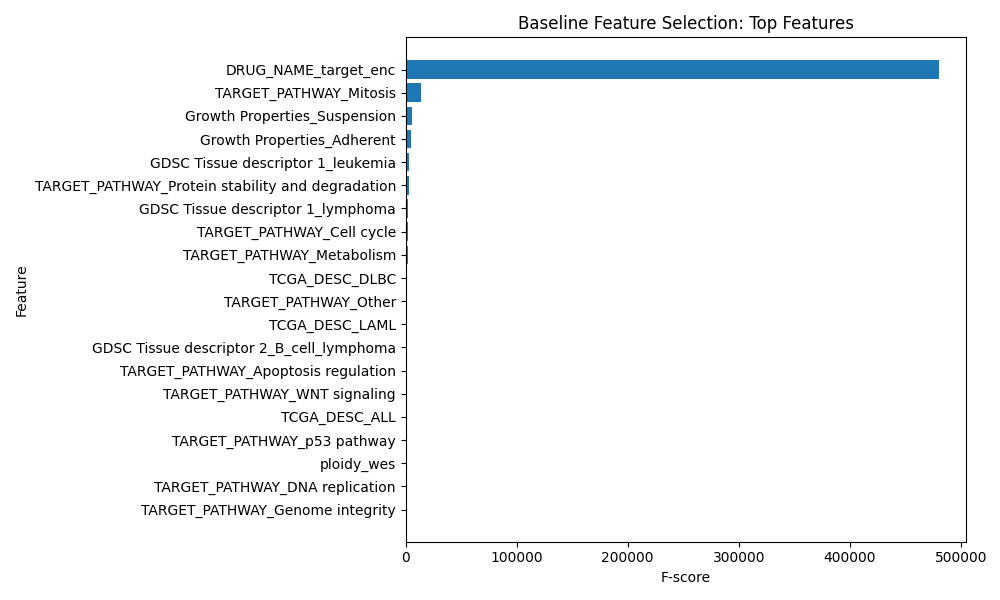 Baseline Feature Selection: Top Features
DRUG_NAME_target_enc
TARGET_PATHWAY_Mitosis
Growth Properties_Suspension
Growth Properties_Adherent
GDSC Tissue descriptor 1_leukemia
TARGET_PATHWAY_Protein stability and degradation
GDSC Tissue descriptor 1_lymphoma
TARGET_PATHWAY_Cell cycle
TARGET_PATHWAY_Metabolism
TCGA_DESC_DLBC
TARGET_PATHWAY_Other
TCGA_DESC_LAML
GDSC Tissue descriptor 2_B_cell_lymphoma
TARGET_PATHWAY_Apoptosis regulation
TARGET_PATHWAY_WNT signaling
TCGA_DESC_ALL
TARGET_PATHWAY_p53 pathway
ploidy_wes
TARGET_PATHWAY_DNA replication
TARGET_PATHWAY_Genome integrity
Feature
0 100000 200000 300000 400000 500000
F-score